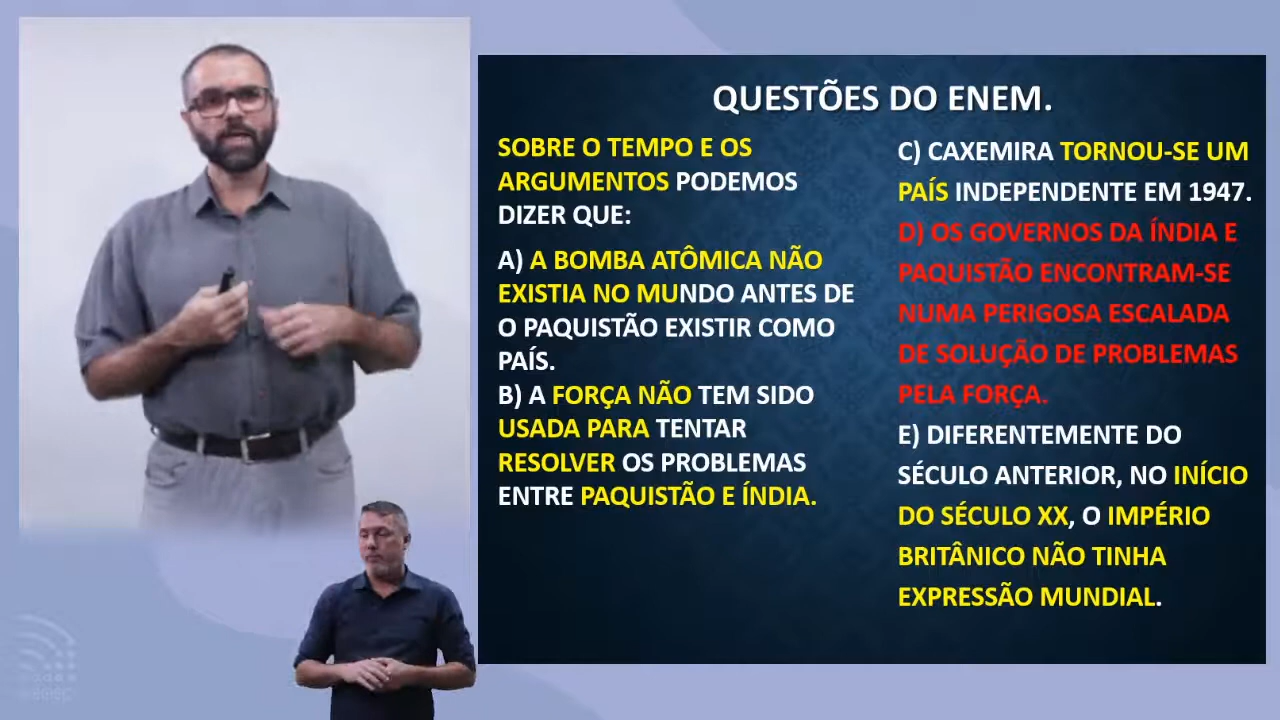 QUESTÕES DO ENEM.
SOBRE O TEMPO E OS
ARGUMENTOS PODEMOS
DIZER QUE:
A) A BOMBA ATÔMICA NÃO
EXISTIA NO MUNDO ANTES DE
O PAQUISTÃO EXISTIR COMO
PAÍS.
B) A FORÇA NÃO TEM SIDO
USADA PARA TENTAR
RESOLVER OS PROBLEMAS
ENTRE PAQUISTÃO E ÍNDIA.
C) CAXEMIRA TORNOU-SE UM
PAÍS INDEPENDENTE EM 1947.
D) OS GOVERNOS DA ÍNDIA E
PAQUISTÃO ENCONTRAM-SE
NUMA PERIGOSA ESCALADA
DE SOLUÇÃO DE PROBLEMAS
PELA FORÇA.
E) DIFERENTEMENTE DO
SÉCULO ANTERIOR, NO INÍCIO
DO SÉCULO XX, O IMPÉRIO
BRITÂNICO NÃO TINHA
EXPRESSÃO MUNDIAL.